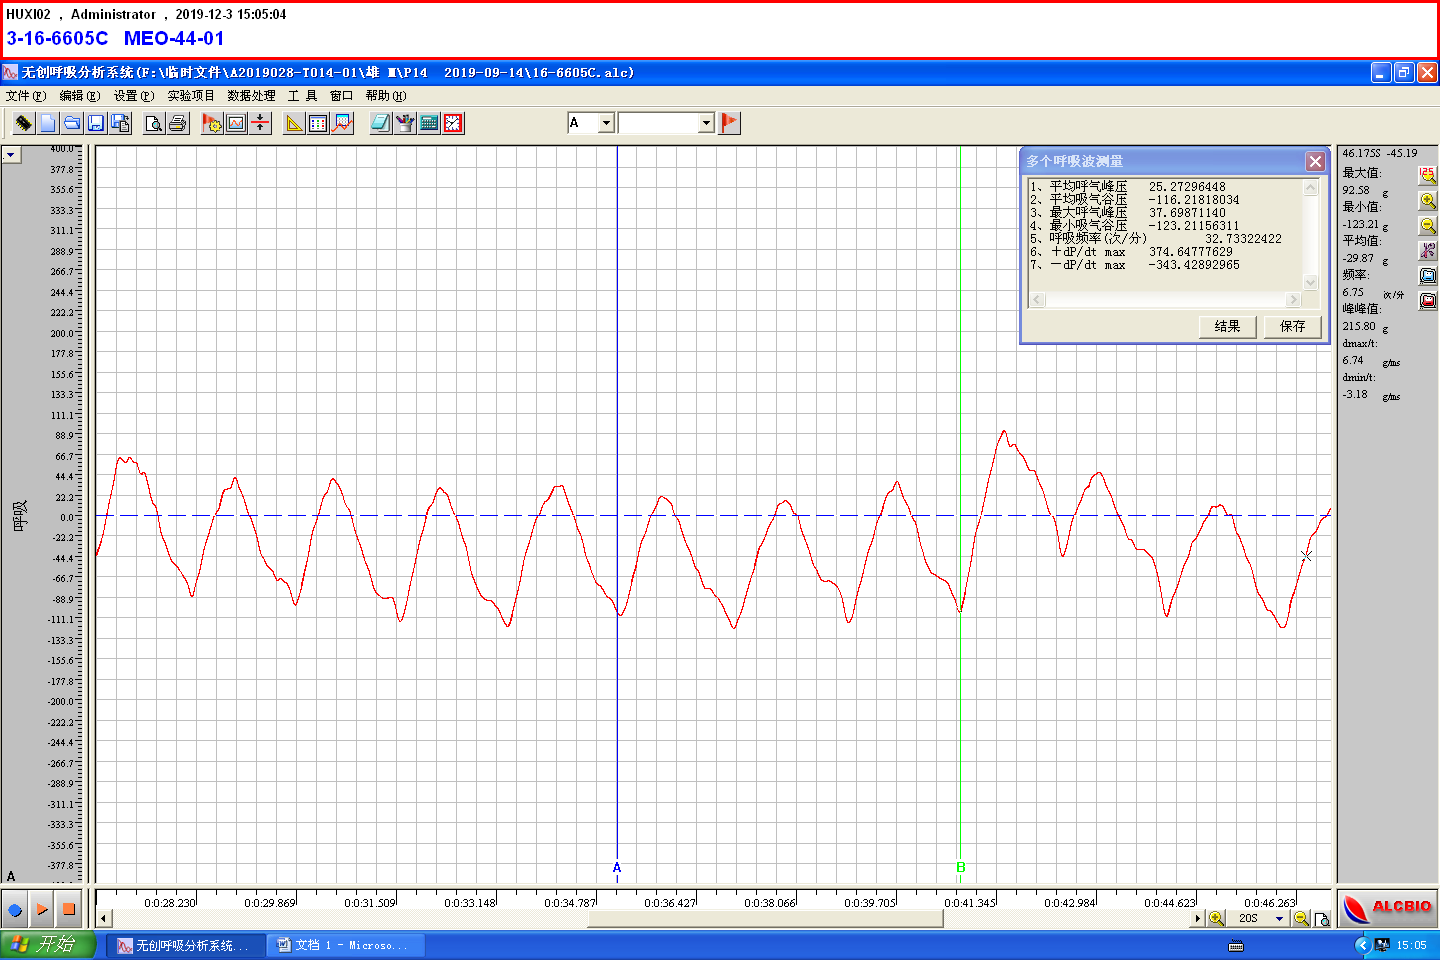 HUXI02 , Administrator , 2019-12-3 15:05:04
3-16-6605C MEO-44-01
无创呼吸分析系统(F:\临时文件\A2019028-T014-01\雄 M\P14 2019-09-14\16-6605C.alc)
文件(F) 编辑(E) 设置(P) 实验项目 数据处理 工 具 窗口 帮助(H)
A
400.0
377.8
355.6
333.3
311.1
288.9
266.7
244.4
222.2
200.0
177.8
155.6
133.3
111.1
88.9
66.7
44.4
22.2
0.0
-22.2
-44.4
-66.7
-88.9
-111.1
-133.3
-155.6
-177.8
-200.0
-222.2
-244.4
-266.7
-288.9
-311.1
-333.3
-355.6
-377.8
呼吸
A
A
B
多个呼吸波测量
1、平均呼气峰压 25.27296448
2、平均吸气谷压 -116.21818034
3、最大呼气峰压 37.69871140
4、最小吸气谷压 -123.21156311
5、呼吸频率(次/分) 32.73322422
6、＋dP/dt max 374.64777629
7、－dP/dt max -343.42892965
结果 保存
46.175S -45.19
最大值:
92.58 g
最小值:
-123.21 g
平均值:
-29.87 g
频率:
6.75 次/分
峰峰值:
215.80 g
dmax/t:
6.74 g/ms
dmin/t:
-3.18 g/ms
125
0:0:28.230 0:0:29.869 0:0:31.509 0:0:33.148 0:0:34.787 0:0:36.427 0:0:38.066 0:0:39.705 0:0:41.345 0:0:42.984 0:0:44.623 0:0:46.263
20S
ALCBIO
开始 无创呼吸分析系统... 文档 1 - Microso... 15:05